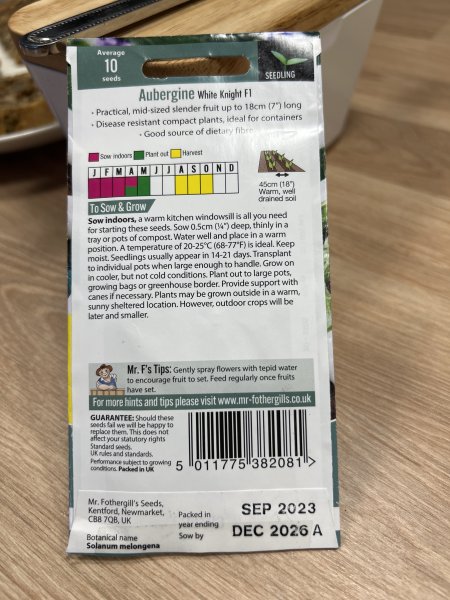 Average
10
seeds
SEEDLING
Aubergine White Knight F1
• Practical, mid-sized slender fruit up to 18cm (7") long
• Disease resistant compact plants, ideal for containers
• Good source of dietary fibre
Sow indoors Plant out Harvest
J F M A M J J A S O N D
45cm (18")
Warm, well
drained soil
To Sow & Grow
Sow indoors, a warm kitchen windowsill is all you need
for starting these seeds. Sow 0.5cm (¼") deep, thinly in a
tray or pots of compost. Water well and place in a warm
position. A temperature of 20-25°C (68-77°F) is ideal. Keep
moist. Seedlings usually appear in 14-21 days. Transplant
to individual pots when large enough to handle. Grow on
in cooler, but not cold conditions. Plant out to large pots,
growing bags or greenhouse border. Provide support with
canes if necessary. Plants may be grown outside in a warm,
sunny sheltered location. However, outdoor crops will be
later and smaller.
Mr. F's Tips: Gently spray flowers with tepid water
to encourage fruit to set. Feed regularly once fruits
have set.
For more hints and tips please visit www.mr-fothergills.co.uk
GUARANTEE: Should these
seeds fail we will be happy to
replace them. This does not
affect your statutory rights
Standard seeds.
UK rules and standards.
Performance subject to growing
conditions. Packed in UK
5 011775 382081 >
Mr. Fothergill's Seeds,
Kentford, Newmarket,
CB8 7QB, UK
Packed in
year ending
SEP 2023
Sow by
DEC 2026 A
Botanical name
Solanum melongena